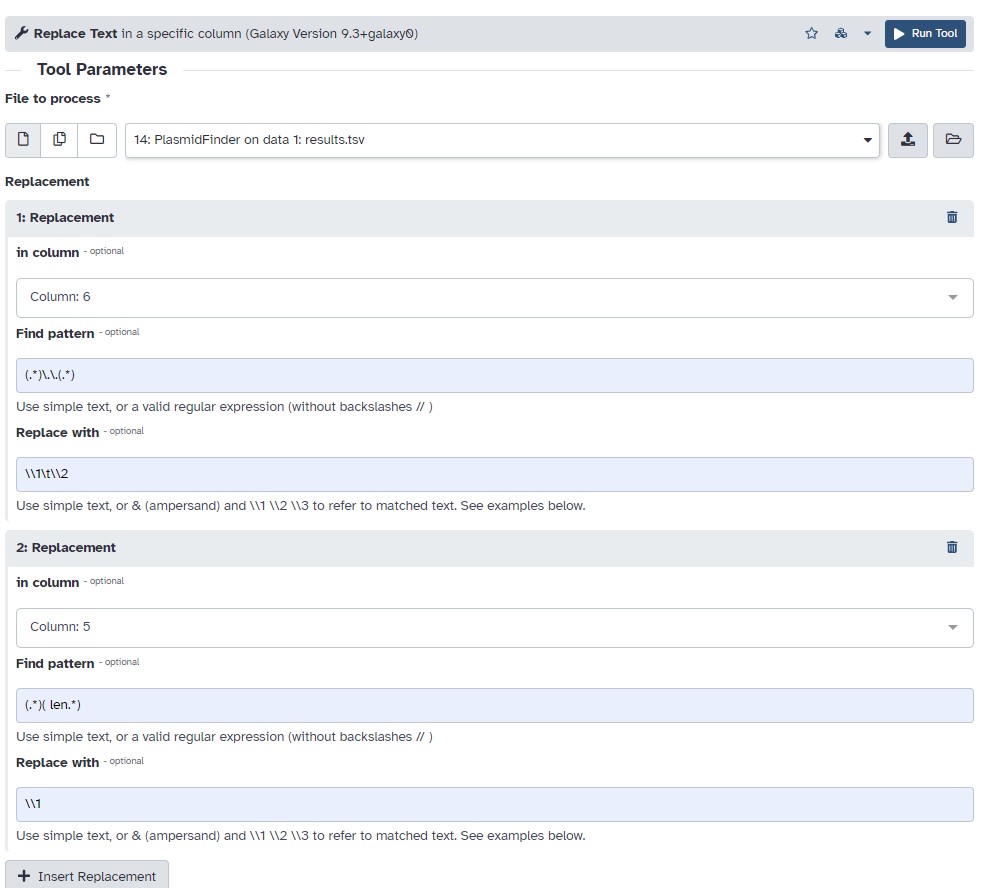 Replace Text in a specific column (Galaxy Version 9.3+galaxy0)
Run Tool
Tool Parameters
File to process *
14: PlasmidFinder on data 1: results.tsv
Replacement
1: Replacement
in column - optional
Column: 6
Find pattern - optional
(.*)\.\.(.*)
Use simple text, or a valid regular expression (without backslashes // )
Replace with - optional
\\1\t\\2
Use simple text, or & (ampersand) and \\1 \\2 \\3 to refer to matched text. See examples below.
2: Replacement
in column - optional
Column: 5
Find pattern - optional
(.*)( len.*)
Use simple text, or a valid regular expression (without backslashes // )
Replace with - optional
\\1
Use simple text, or & (ampersand) and \\1 \\2 \\3 to refer to matched text. See examples below.
+ Insert Replacement